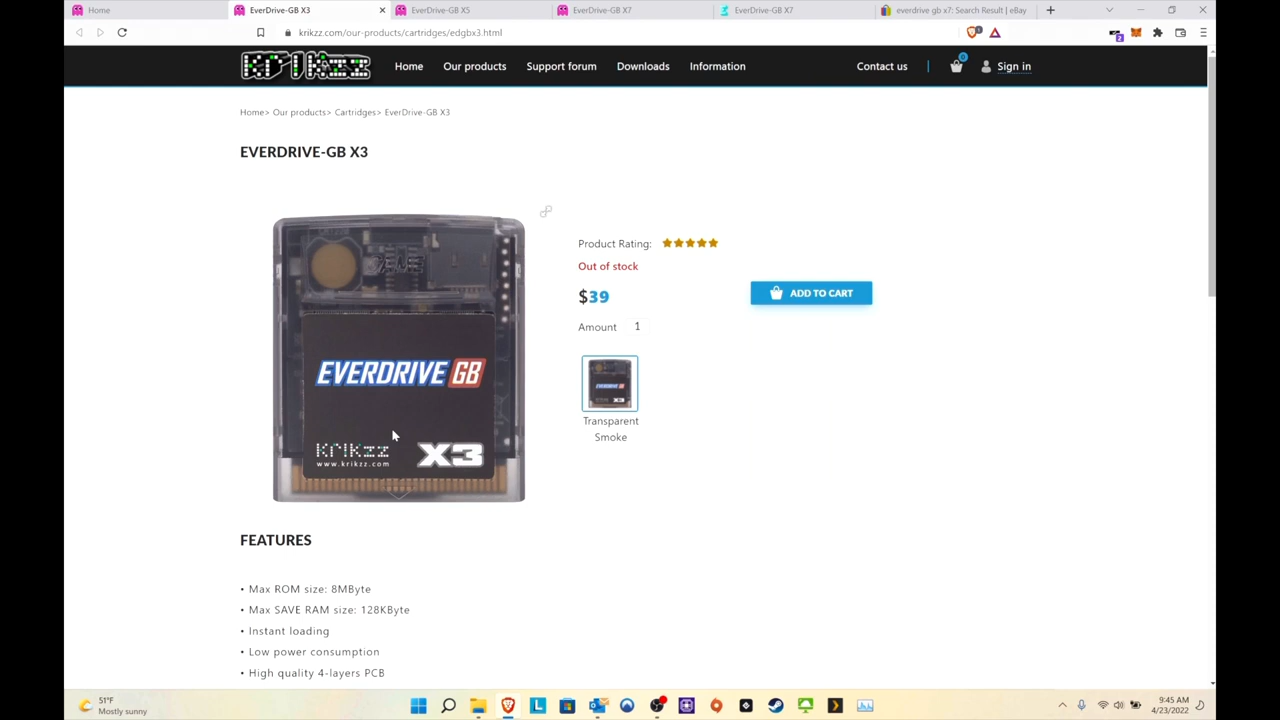 Home
EverDrive-GB X3
EverDrive-GB X5
EverDrive-GB X7
EverDrive-GB X7
everdrive gb x7: Search Result | eBay
krikzz.com/our-products/cartridges/edgbx3.html
1
2
Krikzz
Home
Our products
Support forum
Downloads
Information
Contact us
0
Sign in
Home> Our products> Cartridges> EverDrive-GB X3
EVERDRIVE-GB X3
Product Rating:
Out of stock
$39
ADD TO CART
Amount 1
EVERDRIVE GB
krikzz
www.krikzz.com
X3
Transparent
Smoke
FEATURES
• Max ROM size: 8MByte
• Max SAVE RAM size: 128KByte
• Instant loading
• Low power consumption
• High quality 4-layers PCB
51°F
Mostly sunny
L
9:45 AM
4/23/2022